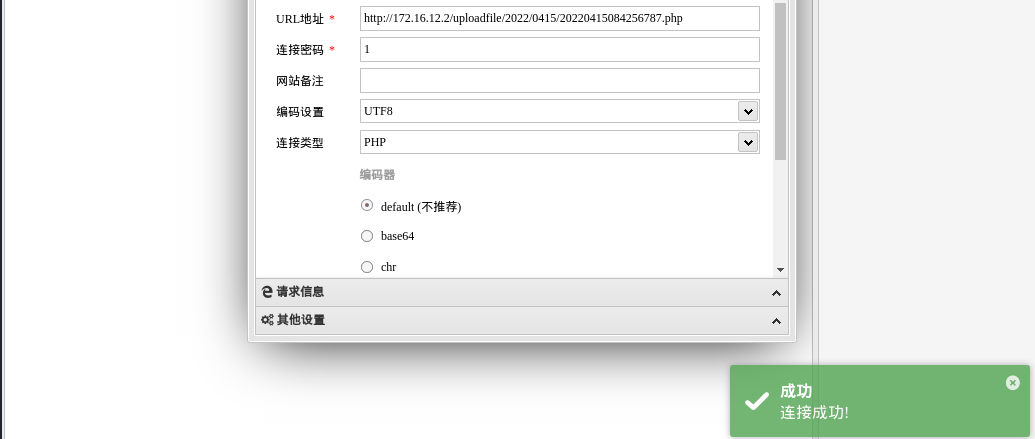 URL地址 * http://172.16.12.2/uploadfile/2022/0415/20220415084256787.php
连接密码 * 1
网站备注
编码设置 UTF8
连接类型 PHP
编码器
default (不推荐)
base64
chr
请求信息
其他设置
成功
连接成功!